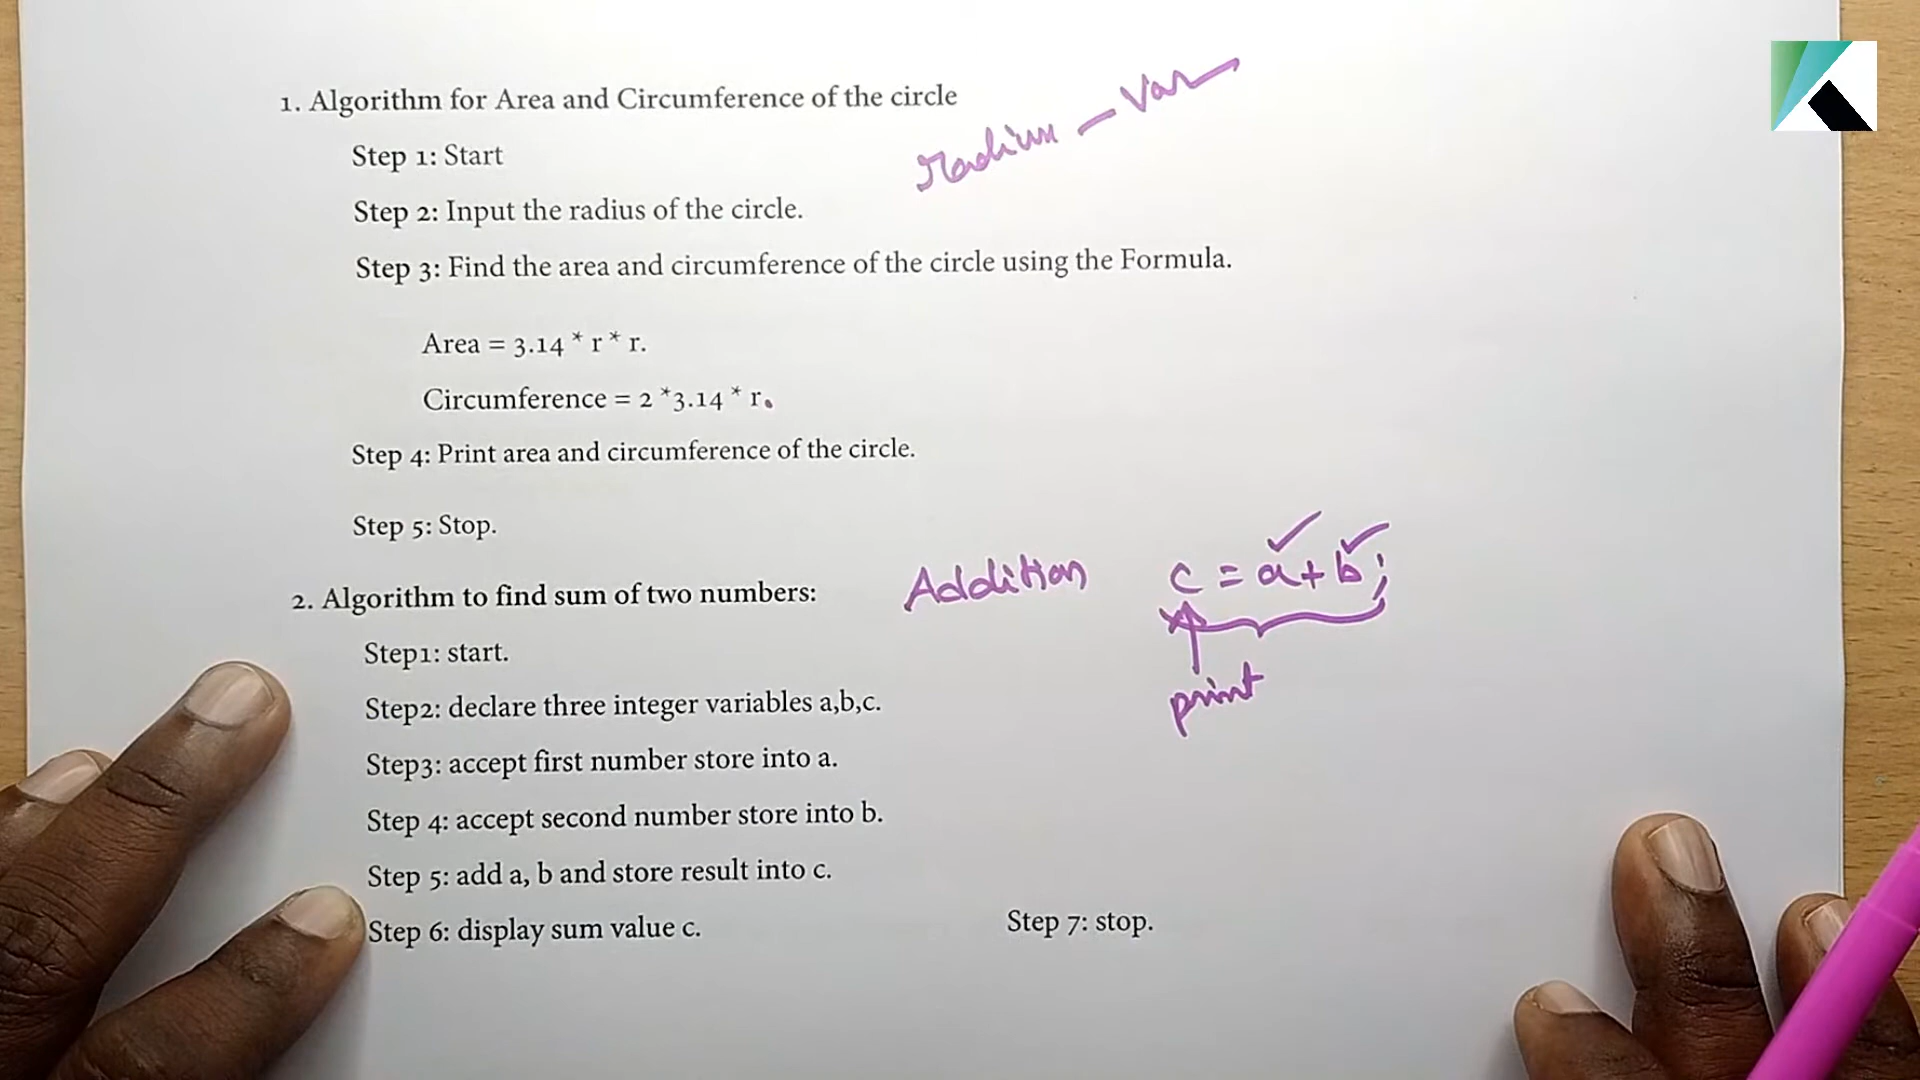 1. Algorithm for Area and Circumference of the circle
Radius — Var
Step 1: Start
Step 2: Input the radius of the circle.
Step 3: Find the area and circumference of the circle using the Formula.
Area = 3.14 * r * r.
Circumference = 2 *3.14 * r.
Step 4: Print area and circumference of the circle.
Step 5: Stop.
2. Algorithm to find sum of two numbers:
Addition
c = a + b ;
print
Step1: start.
Step2: declare three integer variables a,b,c.
Step3: accept first number store into a.
Step 4: accept second number store into b.
Step 5: add a, b and store result into c.
Step 6: display sum value c.
Step 7: stop.